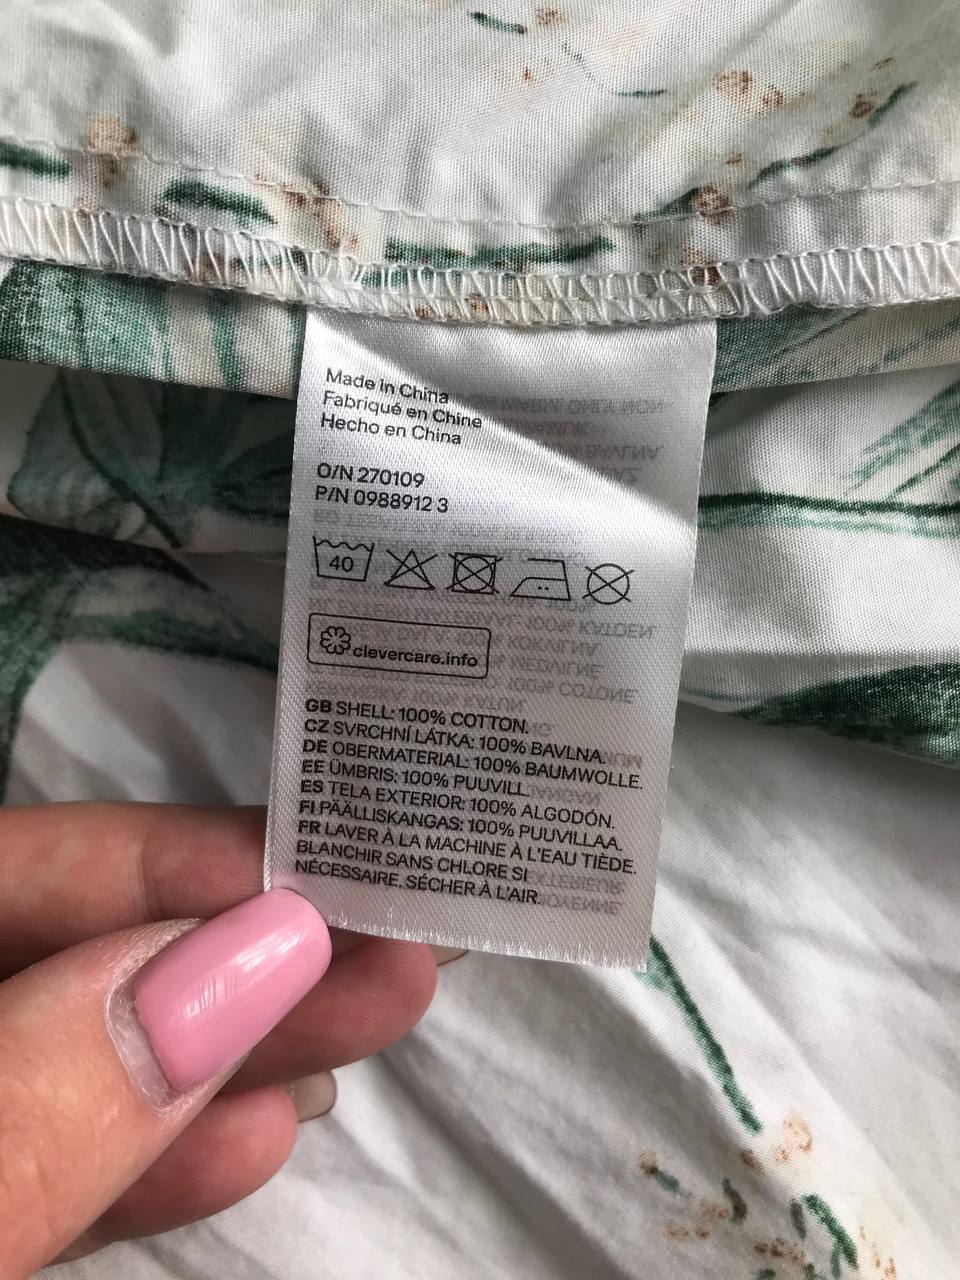 Made in China
Fabriqué en Chine
Hecho en China
O/N 270109
P/N 0988912 3
40
clevercare.info
GB SHELL: 100% COTTON.
CZ SVRCHNÍ LÁTKA: 100% BAVLNA.
DE OBERMATERIAL: 100% BAUMWOLLE.
EE ÜMBRIS: 100% PUUVILL.
ES TELA EXTERIOR: 100% ALGODÓN.
FI PÄÄLLISKANGAS: 100% PUUVILLAA.
FR LAVER À LA MACHINE À L'EAU TIÈDE.
BLANCHIR SANS CHLORE SI
NÉCESSAIRE. SÉCHER À L'AIR.